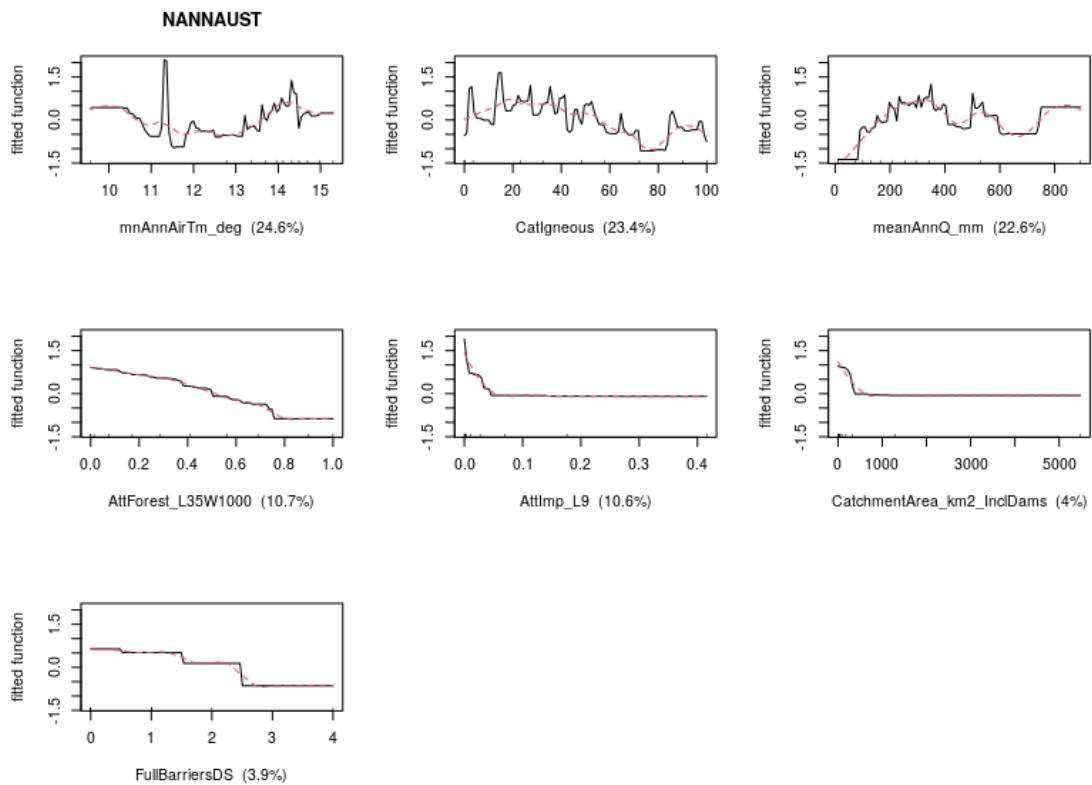 NANNAUST
fitted function
-1.5 0.0 1.5
10 11 12 13 14 15
mnAnnAirTm_deg (24.6%)
fitted function
-1.5 0.0 1.5
0 20 40 60 80 100
CatIgneous (23.4%)
fitted function
-1.5 0.0 1.5
0 200 400 600 800
meanAnnQ_mm (22.6%)
fitted function
-1.5 0.0 1.5
0.0 0.2 0.4 0.6 0.8 1.0
AttForest_L35W1000 (10.7%)
fitted function
-1.5 0.0 1.5
0.0 0.1 0.2 0.3 0.4
AttImp_L9 (10.6%)
fitted function
-1.5 0.0 1.5
0 1000 3000 5000
CatchmentArea_km2_InclDams (4%)
fitted function
-1.5 0.0 1.5
0 1 2 3 4
FullBarriersDS (3.9%)